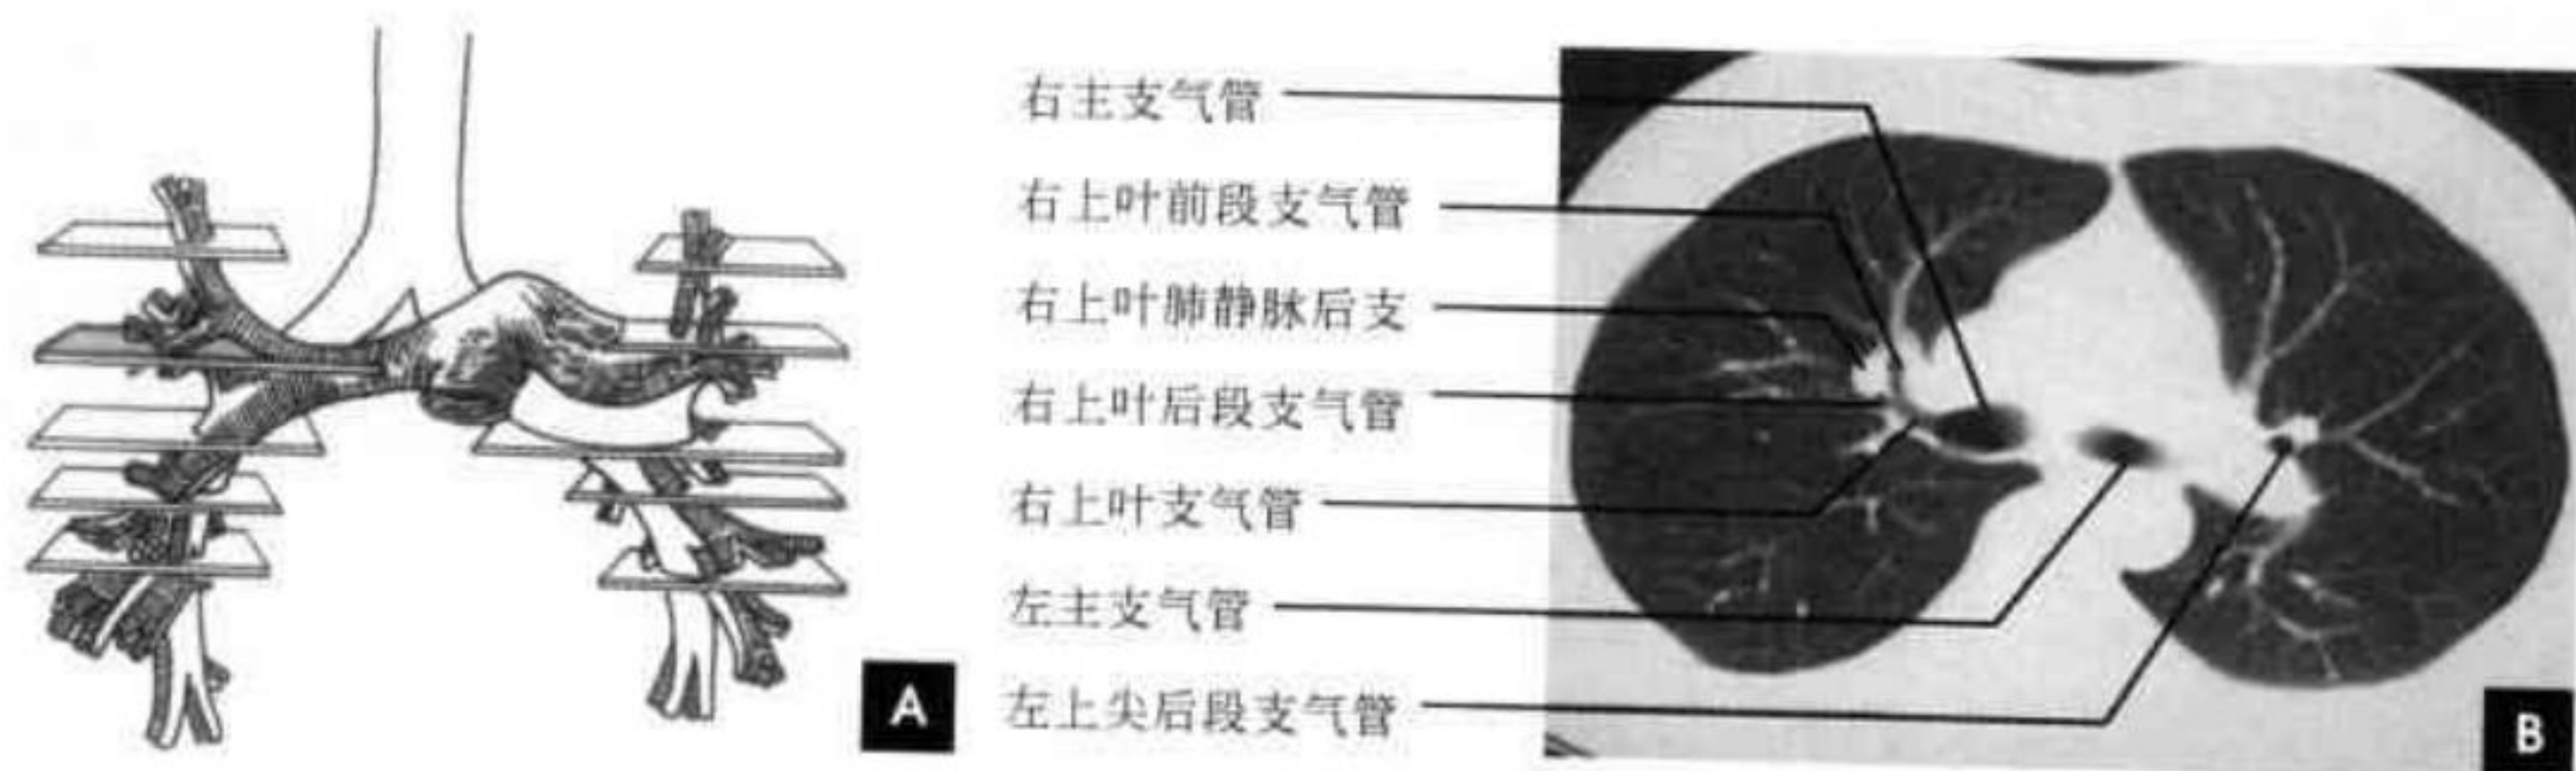 右主支气管
右上叶前段支气管
右上叶肺静脉后支
右上叶后段支气管
右上叶支气管
左主支气管
左上尖后段支气管
A
B